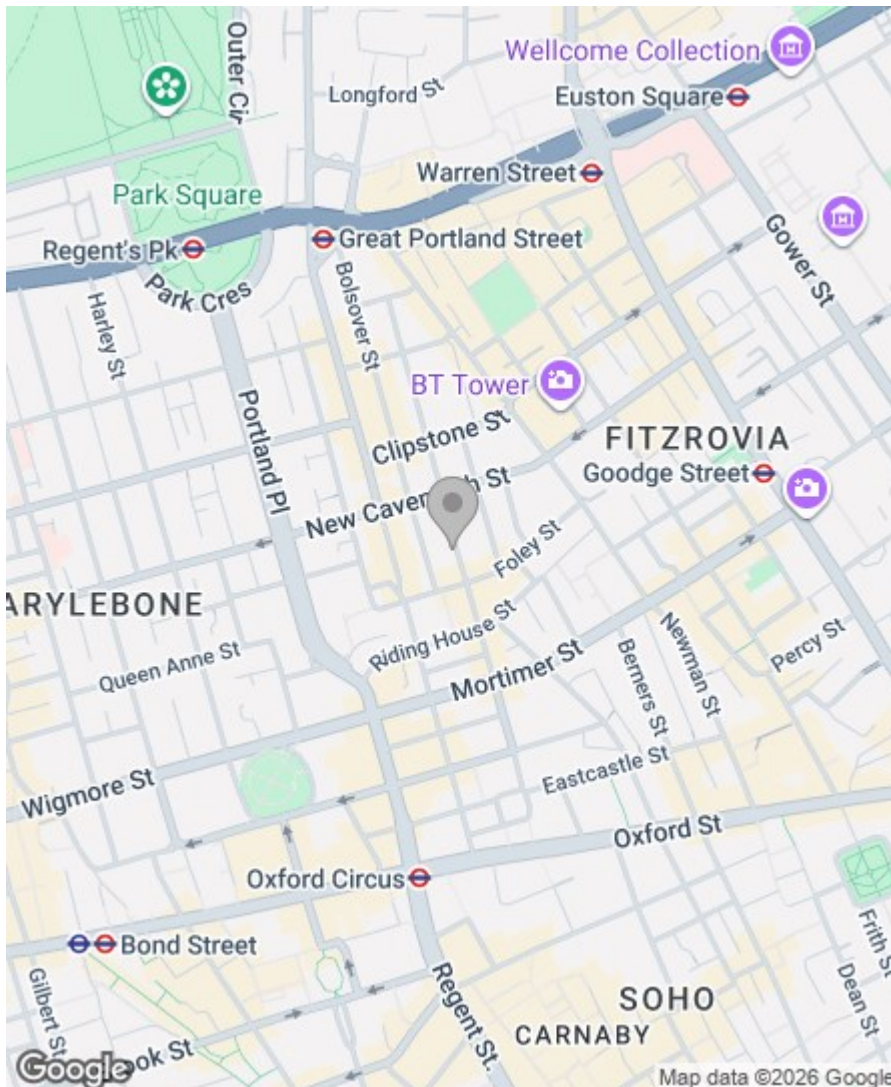 Outer Cir
Wellcome Collection
Longford St
Euston Square
Warren Street
Park Square
Regent's Pk
Great Portland Street
Gower St
Park Cres
Harley St
Bolsover St
BT Tower
Portland Pl
Clipstone St
FITZROVIA
Goodge Street
New Caven
h St
Foley St
ARYLEBONE
Riding House St
Queen Anne St
Percy St
Newman St
Berners St
Mortimer St
Wigmore St
Eastcastle St
Oxford St
Oxford Circus
Bond Street
Frith St
Gilbert St
Regent St.
Dean St
SOHO
CARNABY
ook St
Google
Map data ©2026 Google